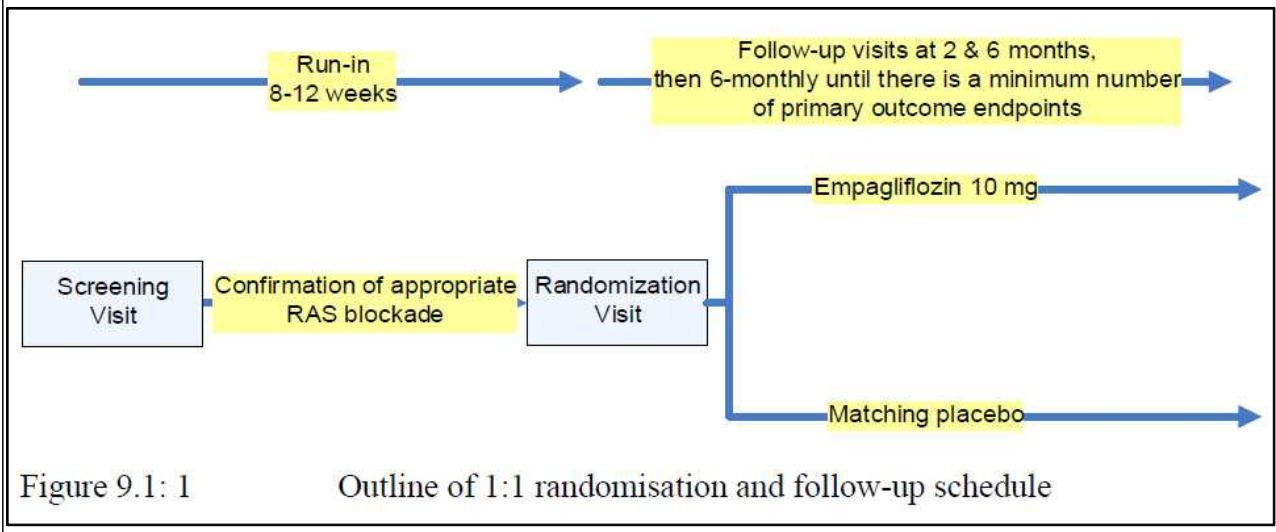 Run-in
8-12 weeks
Follow-up visits at 2 & 6 months,
then 6-monthly until there is a minimum number
of primary outcome endpoints
Empagliflozin 10 mg
Screening
Visit
Confirmation of appropriate
RAS blockade
Randomization
Visit
Matching placebo
Figure 9.1: 1 Outline of 1:1 randomisation and follow-up schedule